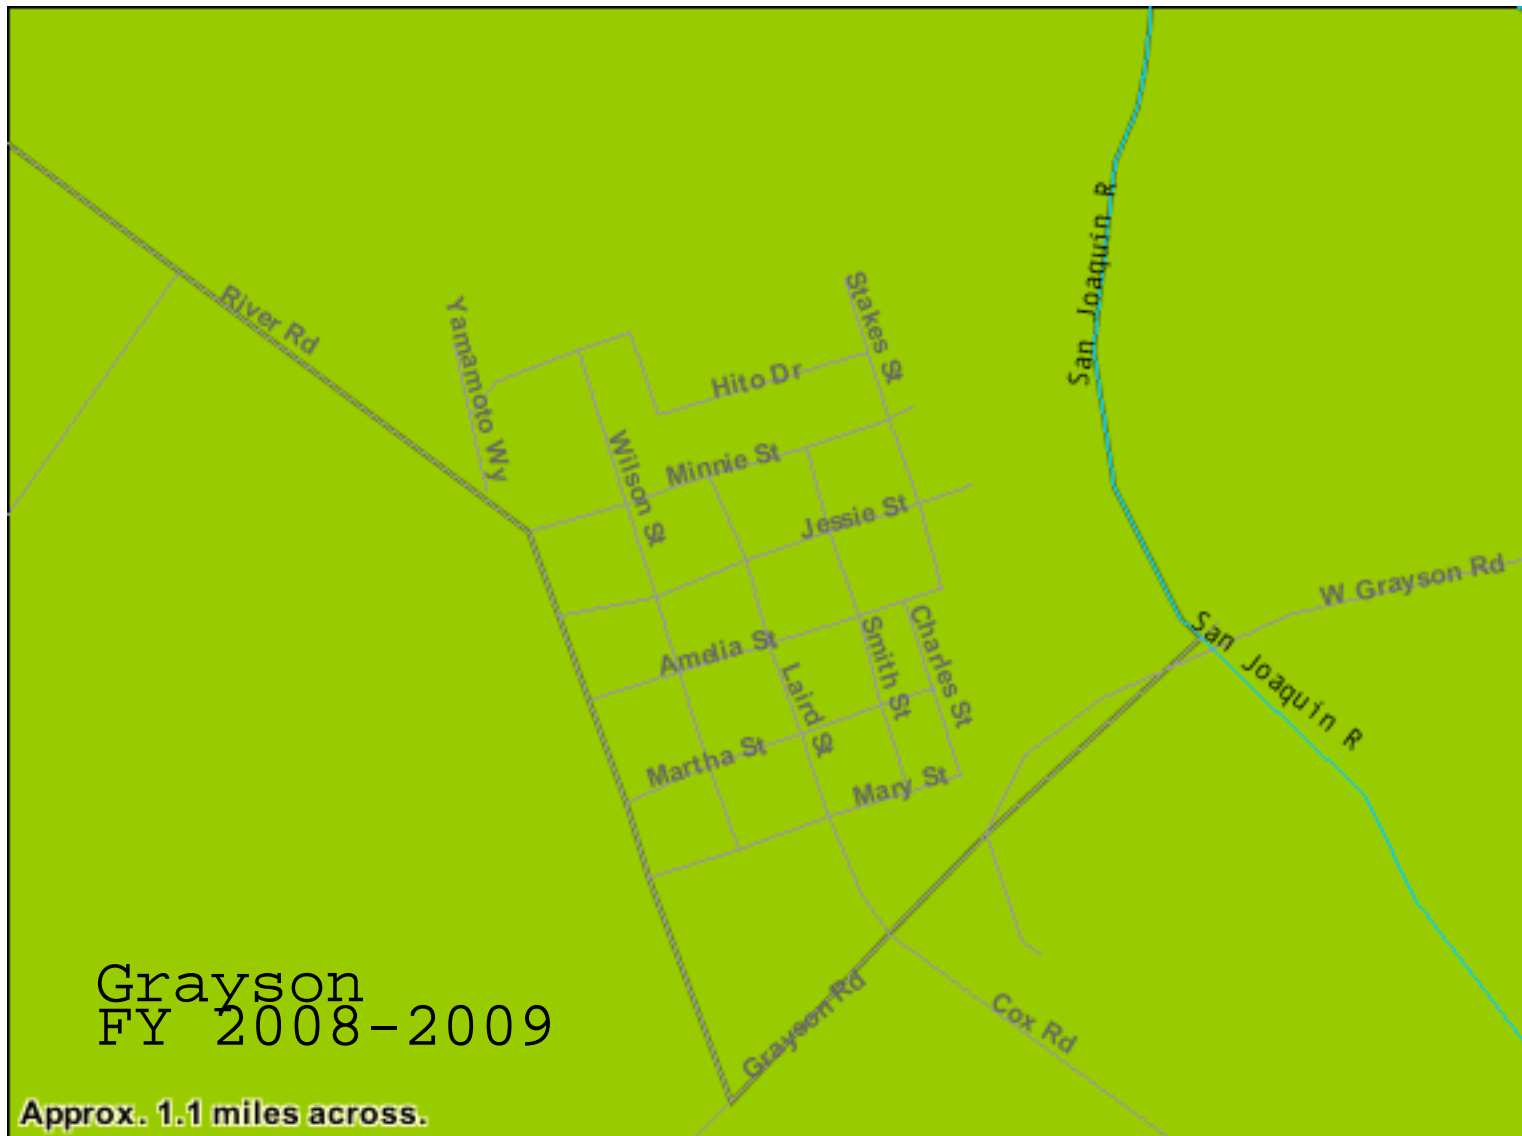 San Joaquin R
River Rd
Yamamoto Wy
Stakes St
Hito Dr
Wilson St
Minnie St
Jessie St
W Grayson Rd
San Joaquin R
Amelia St
Smith St
Charles St
Laird St
Martha St
Mary St
Grayson Rd
Cox Rd
Grayson
FY 2008-2009
Approx. 1.1 miles across.